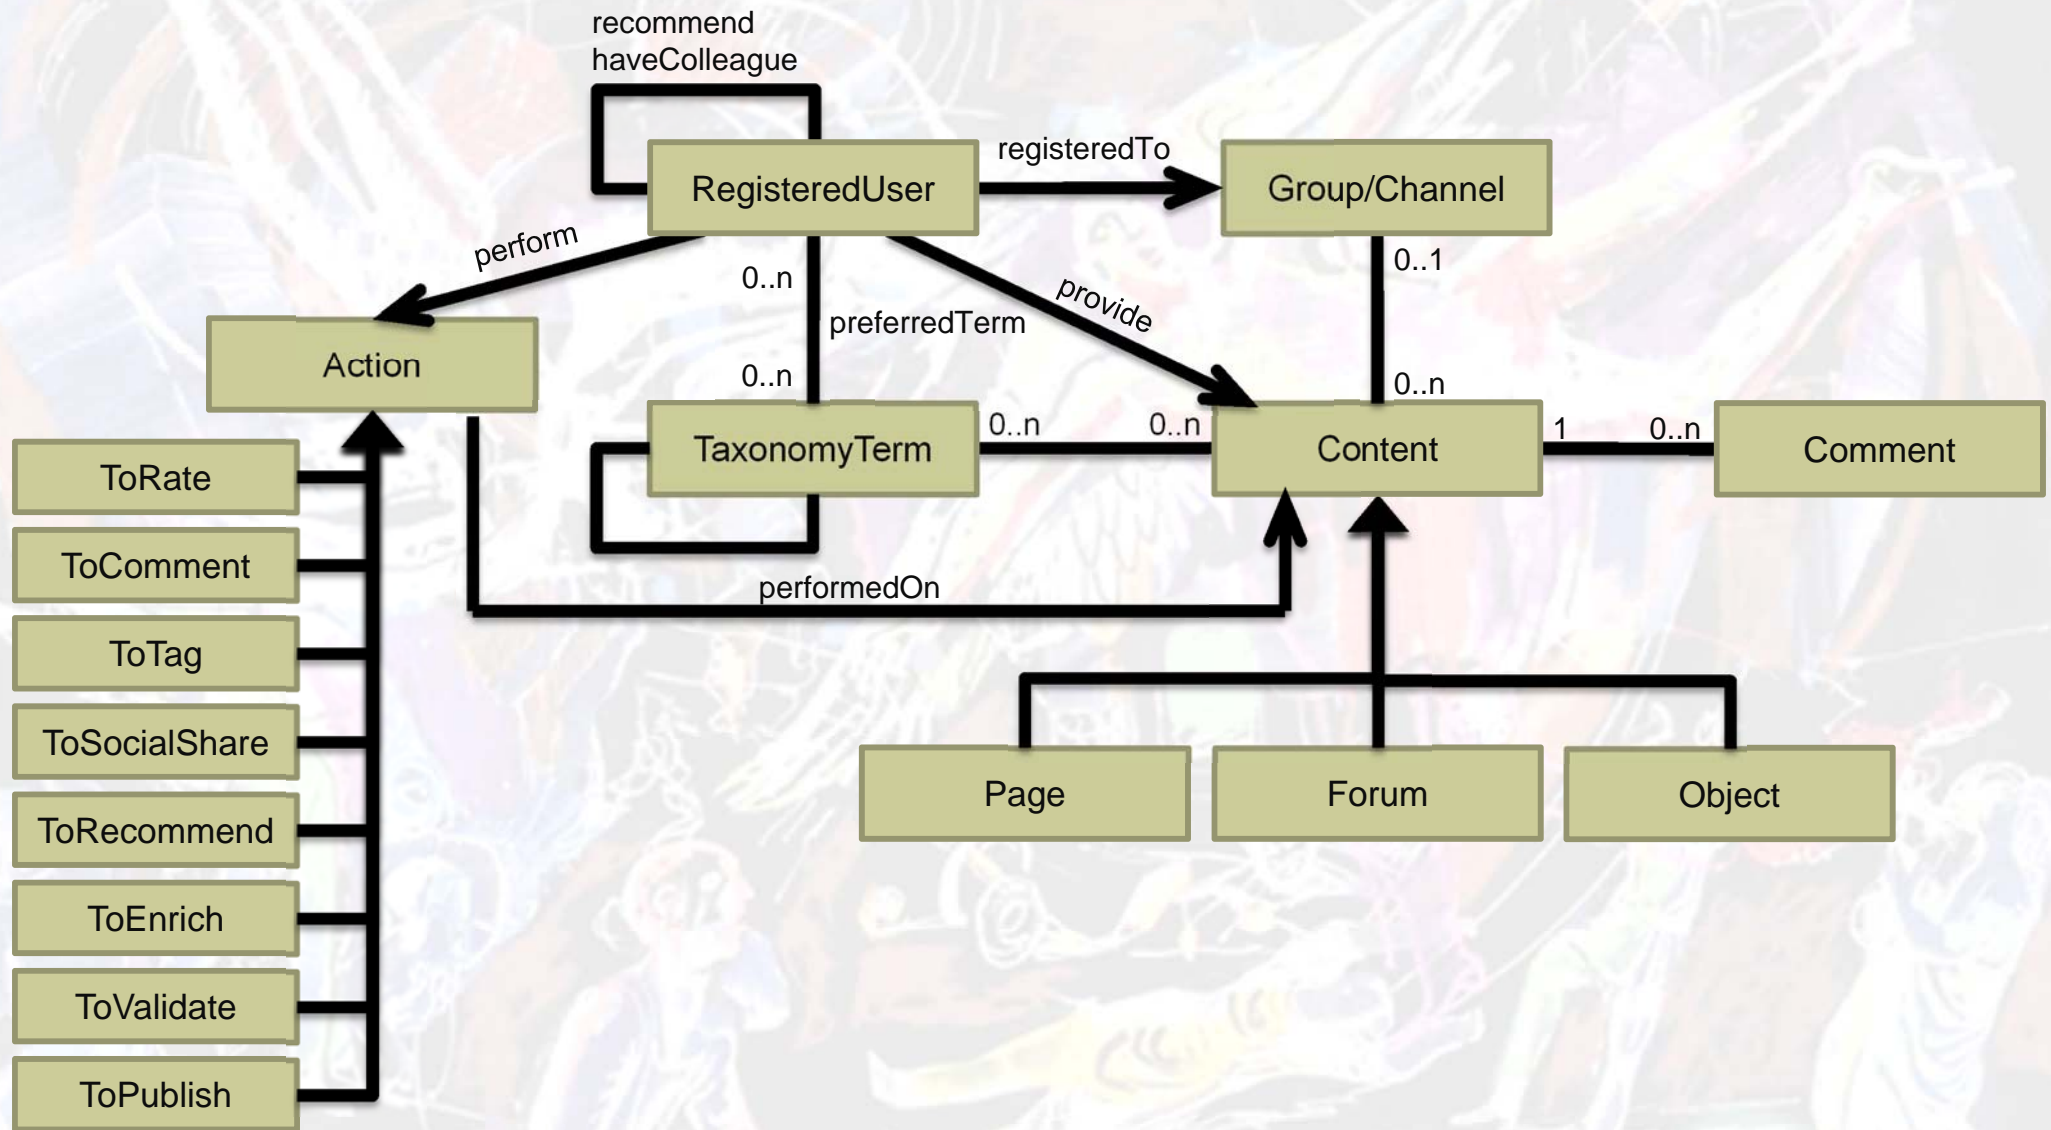 recommend
haveColleague
registeredTo
RegisteredUser
Group/Channel
perform
0..n
0..1
provide
preferredTerm
Action
0..n
0..n
TaxonomyTerm
0..n
0..n
Content
1
0..n
Comment
ToRate
ToComment
performedOn
ToTag
ToSocialShare
Page
Forum
Object
ToRecommend
ToEnrich
ToValidate
ToPublish